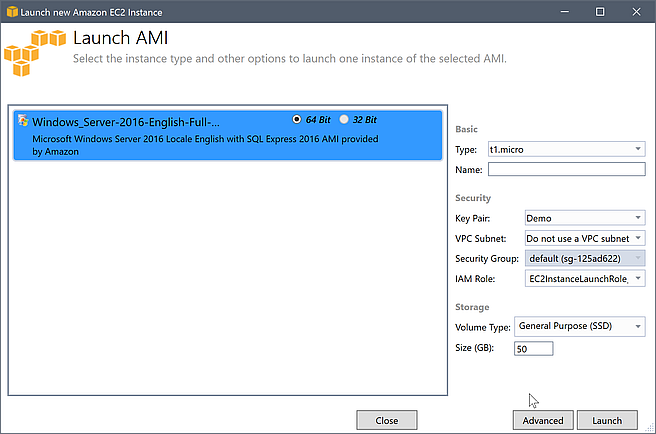 Launch new Amazon EC2 Instance
Launch AMI
Select the instance type and other options to launch one instance of the selected AMI.
Windows_Server-2016-English-Full-...
64 Bit
32 Bit
Microsoft Windows Server 2016 Locale English with SQL Express 2016 AMI provided
by Amazon
Basic
Type: t1.micro
Name:
Security
Key Pair: Demo
VPC Subnet: Do not use a VPC subnet
Security Group: default (sg-125ad622)
IAM Role: EC2InstanceLaunchRole,
Storage
Volume Type: General Purpose (SSD)
Size (GB): 50
Close
Advanced
Launch